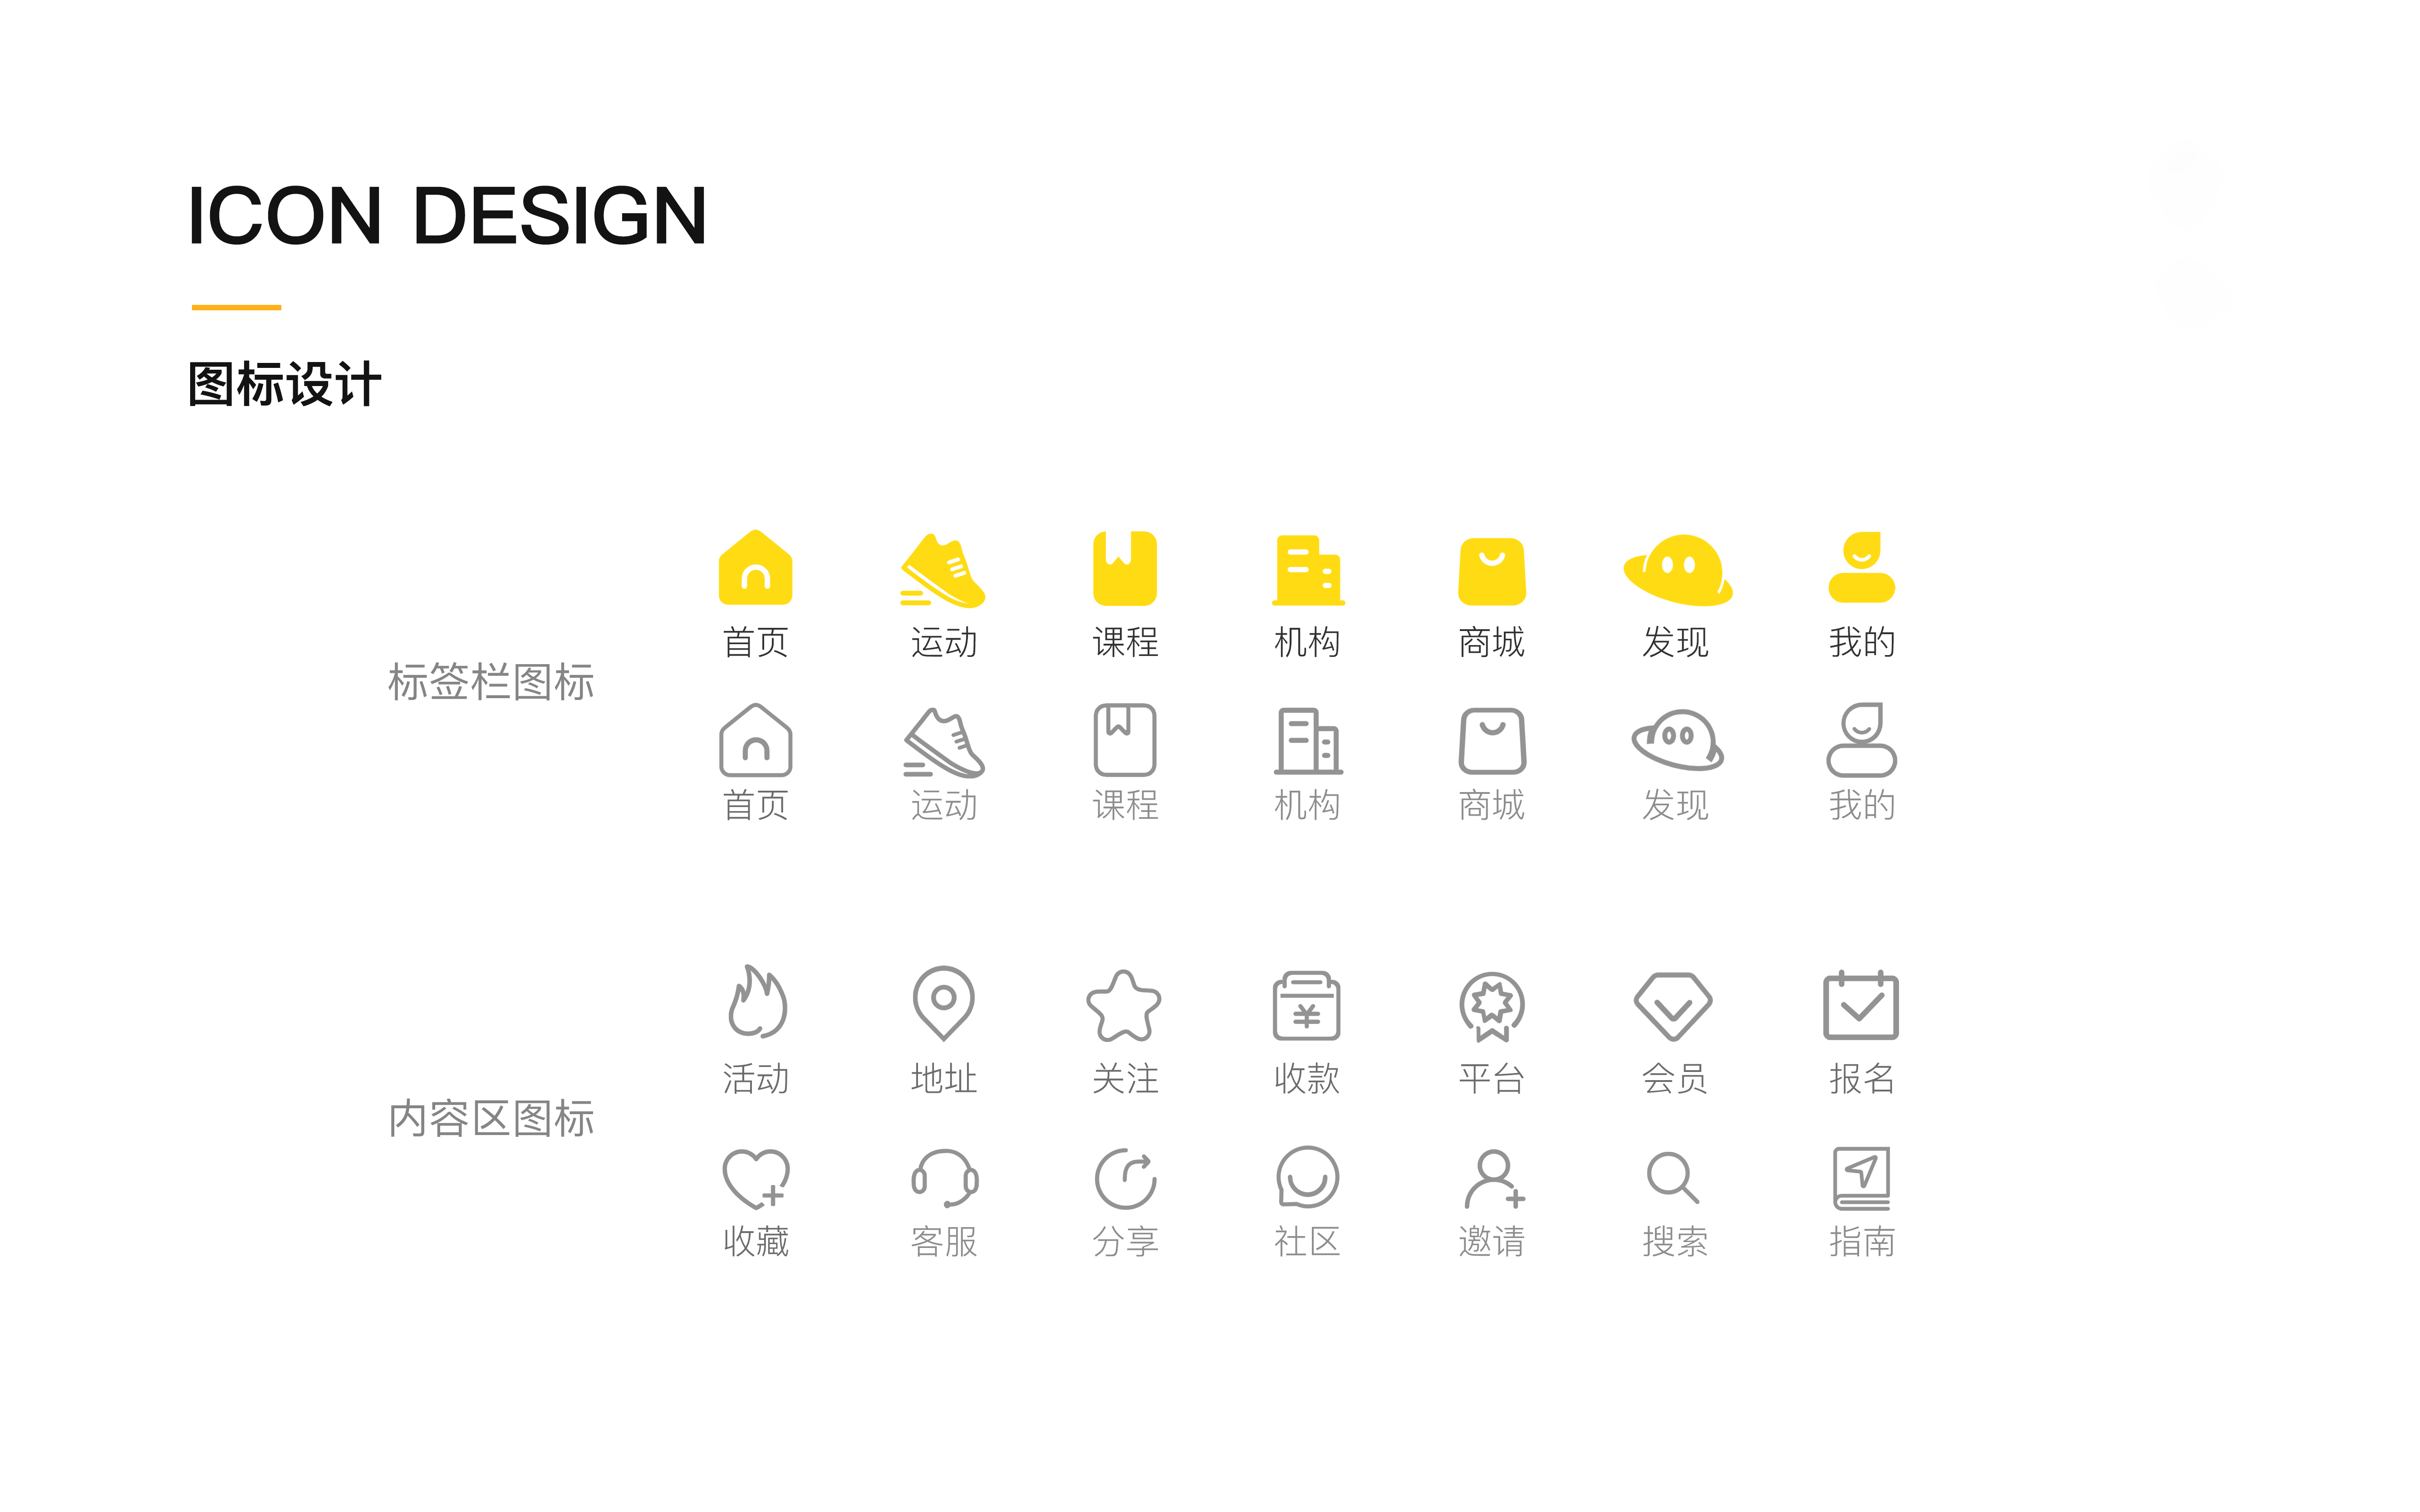 ICON DESIGN
图标设计
标签栏图标
首页 运动 课程 机构 商城 发现 我的
首页 运动 课程 机构 商城 发现 我的
内容区图标
活动 地址 关注 收款 平台 会员 报名
收藏 客服 分享 社区 邀请 搜索 指南